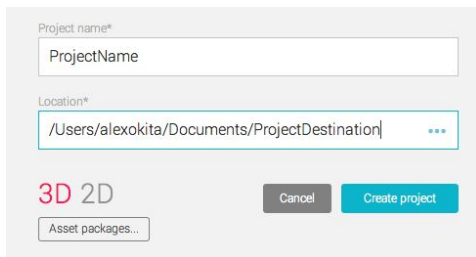 Project name*
ProjectName
Location*
/Users/alexokita/Documents/ProjectDestination
3D 2D
Cancel
Create project
Asset packages...